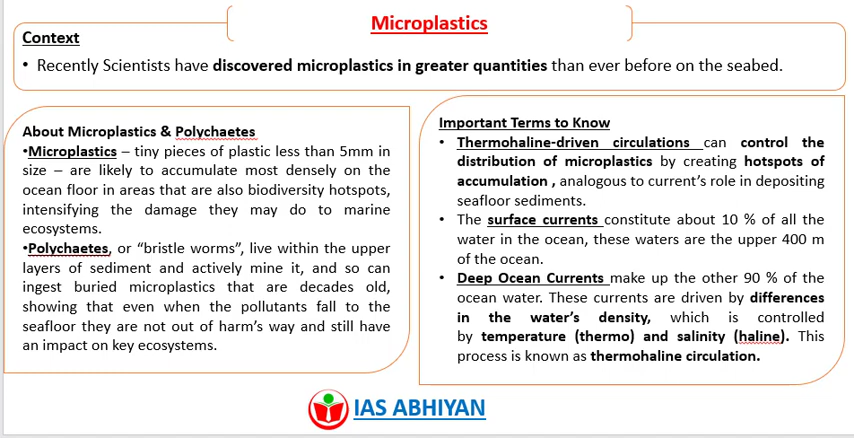 Microplastics
Context
• Recently Scientists have discovered microplastics in greater quantities than ever before on the seabed.
About Microplastics & Polychaetes
•Microplastics – tiny pieces of plastic less than 5mm in
size – are likely to accumulate most densely on the
ocean floor in areas that are also biodiversity hotspots,
intensifying the damage they may do to marine
ecosystems.
•Polychaetes, or “bristle worms”, live within the upper
layers of sediment and actively mine it, and so can
ingest buried microplastics that are decades old,
showing that even when the pollutants fall to the
seafloor they are not out of harm’s way and still have
an impact on key ecosystems.
Important Terms to Know
• Thermohaline-driven circulations can control the
distribution of microplastics by creating hotspots of
accumulation , analogous to current’s role in depositing
seafloor sediments.
• The surface currents constitute about 10 % of all the
water in the ocean, these waters are the upper 400 m
of the ocean.
• Deep Ocean Currents make up the other 90 % of the
ocean water. These currents are driven by differences
in the water’s density, which is controlled
by temperature (thermo) and salinity (haline). This
process is known as thermohaline circulation.
IAS ABHIYAN